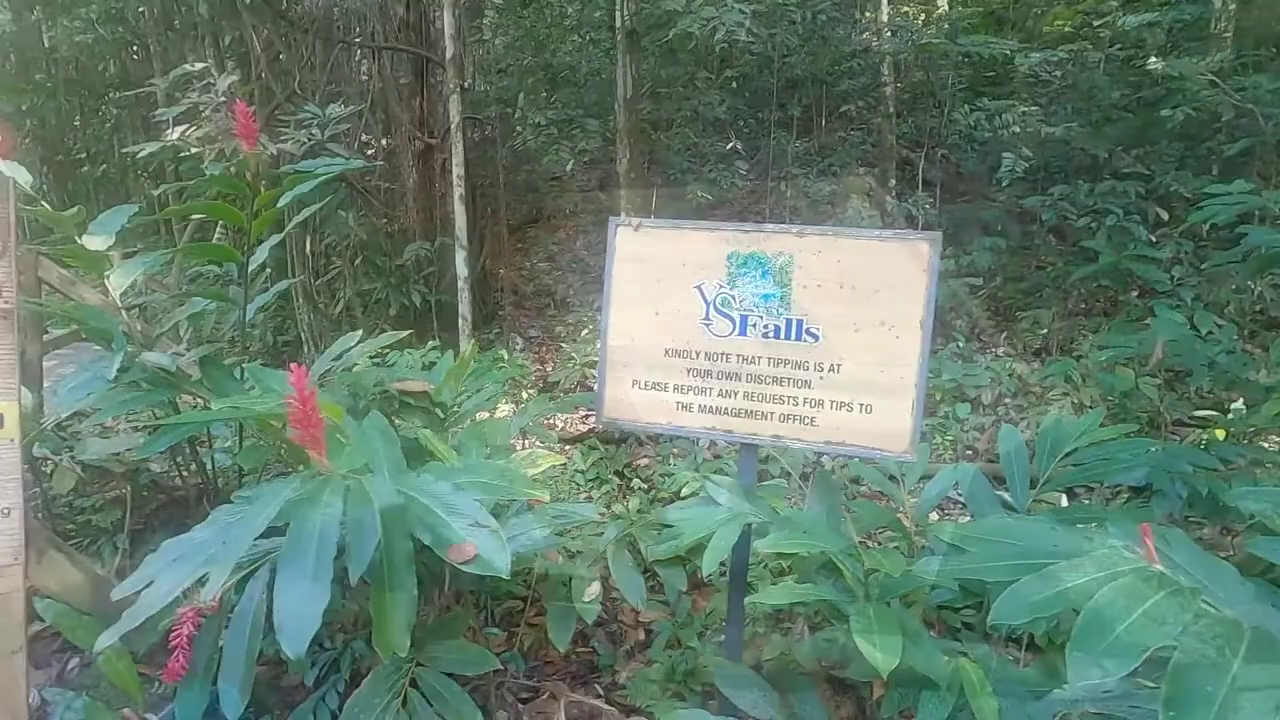 YS Falls
KINDLY NOTE THAT TIPPING IS AT
YOUR OWN DISCRETION.
PLEASE REPORT ANY REQUESTS FOR TIPS TO
THE MANAGEMENT OFFICE.
9